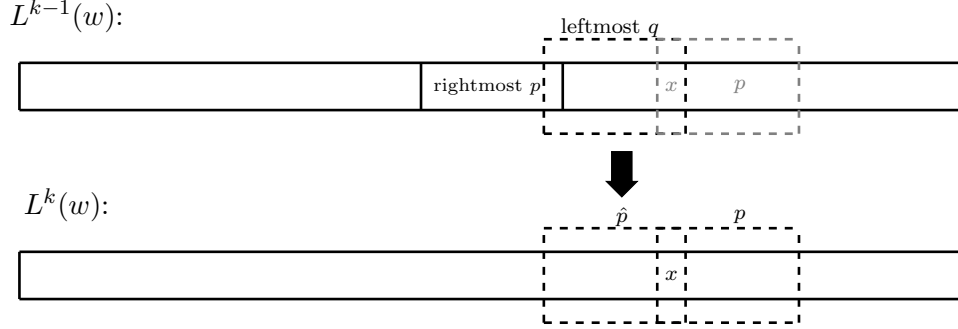 L^{k-1}(w):
leftmost q
rightmost p
x
p
L^k(w):
p̂
p
x